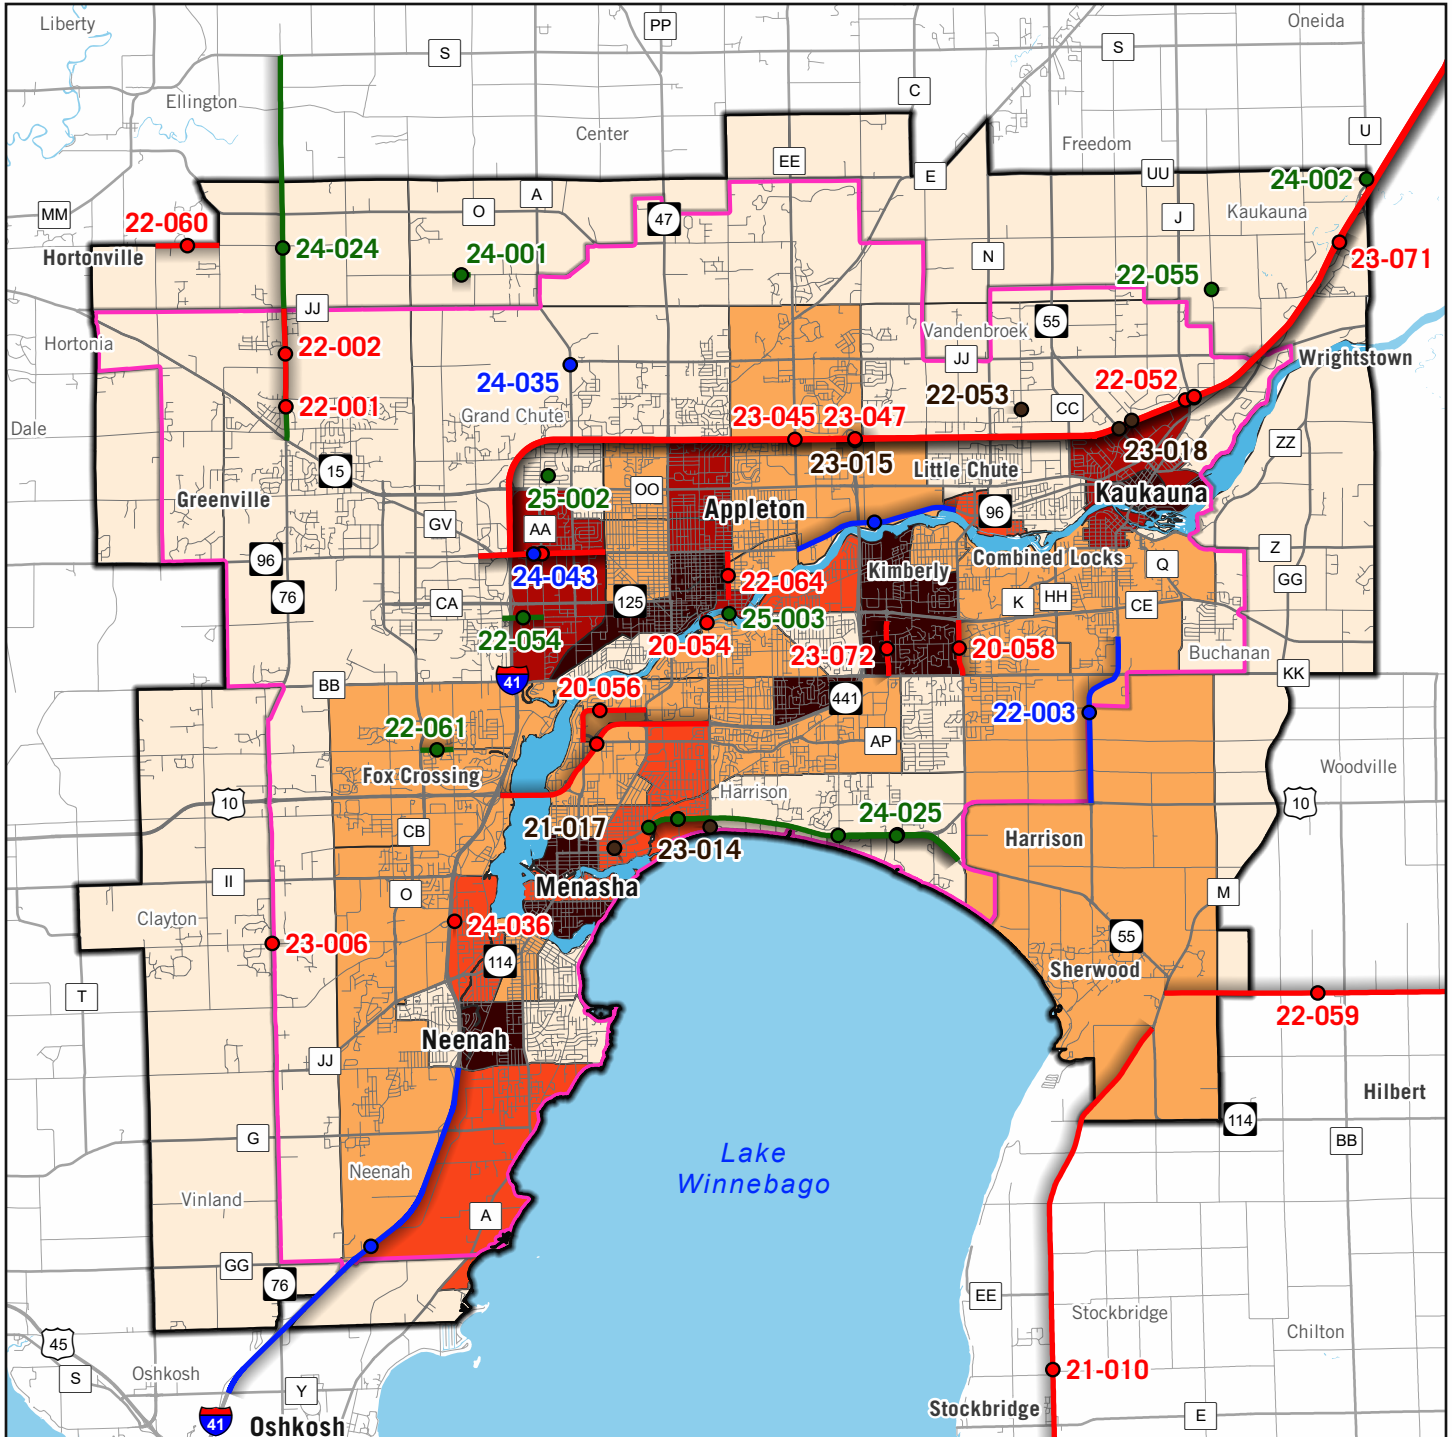 Liberty
PP
Oneida
S
S
Ellington
C
Center
Freedom
U
EE
E
UU
24-002
MM
A
O
47
J
Kaukauna
22-060
24-024
24-001
N
23-071
Hortonville
22-055
JJ
55
Vandenbroek
Hortonia
22-002
JJ
Wrightstown
24-035
22-052
22-001
Grand Chute
22-053
CC
Dale
23-045
23-047
15
23-015
23-018
ZZ
Little Chute
Greenville
OO
25-002
Kaukauna
Appleton
96
GV
AA
96
Combined Locks
Z
Kimberly
Q
24-043
22-064
GG
76
CA
125
K
HH
CE
25-003
22-054
20-054
23-072
20-058
Buchanan
41
KK
BB
20-056
441
22-003
22-061
AP
Fox Crossing
Woodville
Harrison
10
10
24-025
CB
21-017
Harrison
23-014
II
O
Menasha
M
Clayton
24-036
23-006
55
114
Sherwood
T
22-059
Neenah
JJ
Hilbert
114
G
BB
Lake
Winnebago
Neenah
Vinland
A
GG
76
EE
Stockbridge
Chilton
45
21-010
Oshkosh
S
Y
Stockbridge
41
Oshkosh
E